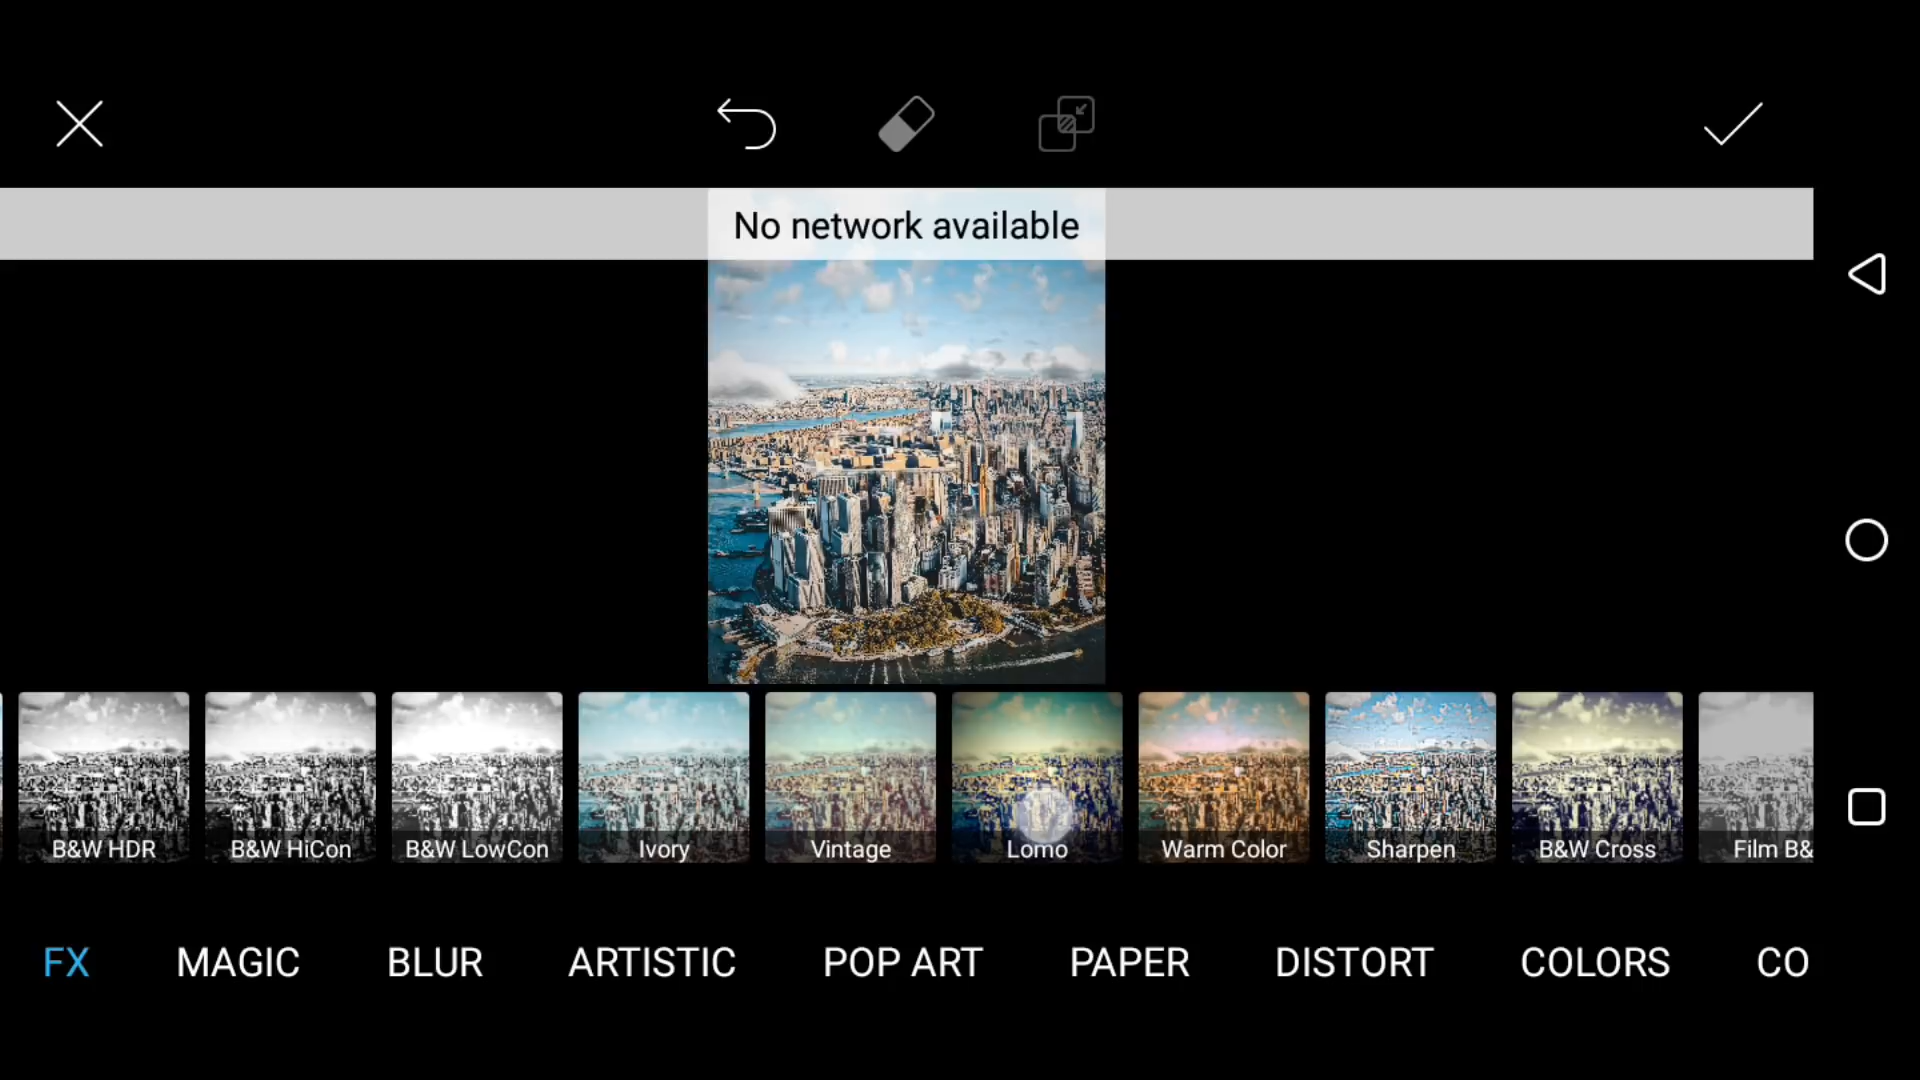 No network available
B&W HDR
B&W HiCon
B&W LowCon
Ivory
Vintage
Lomo
Warm Color
Sharpen
B&W Cross
Film B&
FX
MAGIC
BLUR
ARTISTIC
POP ART
PAPER
DISTORT
COLORS
CO